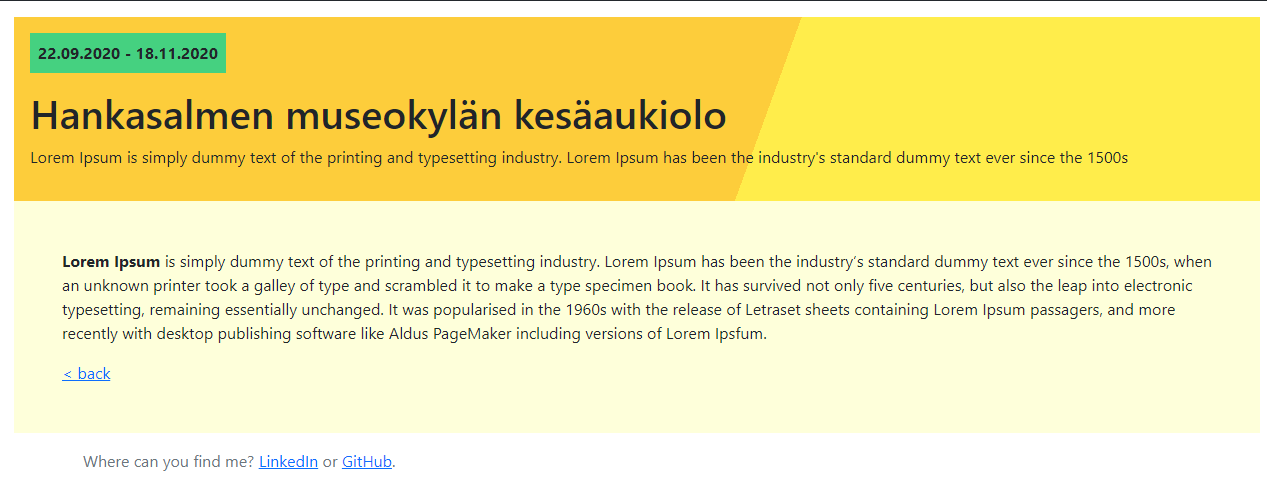 22.09.2020 - 18.11.2020
Hankasalmen museokylän kesäaukiolo
Lorem Ipsum is simply dummy text of the printing and typesetting industry. Lorem Ipsum has been the industry's standard dummy text ever since the 1500s
Lorem Ipsum is simply dummy text of the printing and typesetting industry. Lorem Ipsum has been the industry's standard dummy text ever since the 1500s, when
an unknown printer took a galley of type and scrambled it to make a type specimen book. It has survived not only five centuries, but also the leap into electronic
typesetting, remaining essentially unchanged. It was popularised in the 1960s with the release of Letraset sheets containing Lorem Ipsum passagers, and more
recently with desktop publishing software like Aldus PageMaker including versions of Lorem Ipsfum.
< back
Where can you find me? LinkedIn or GitHub.